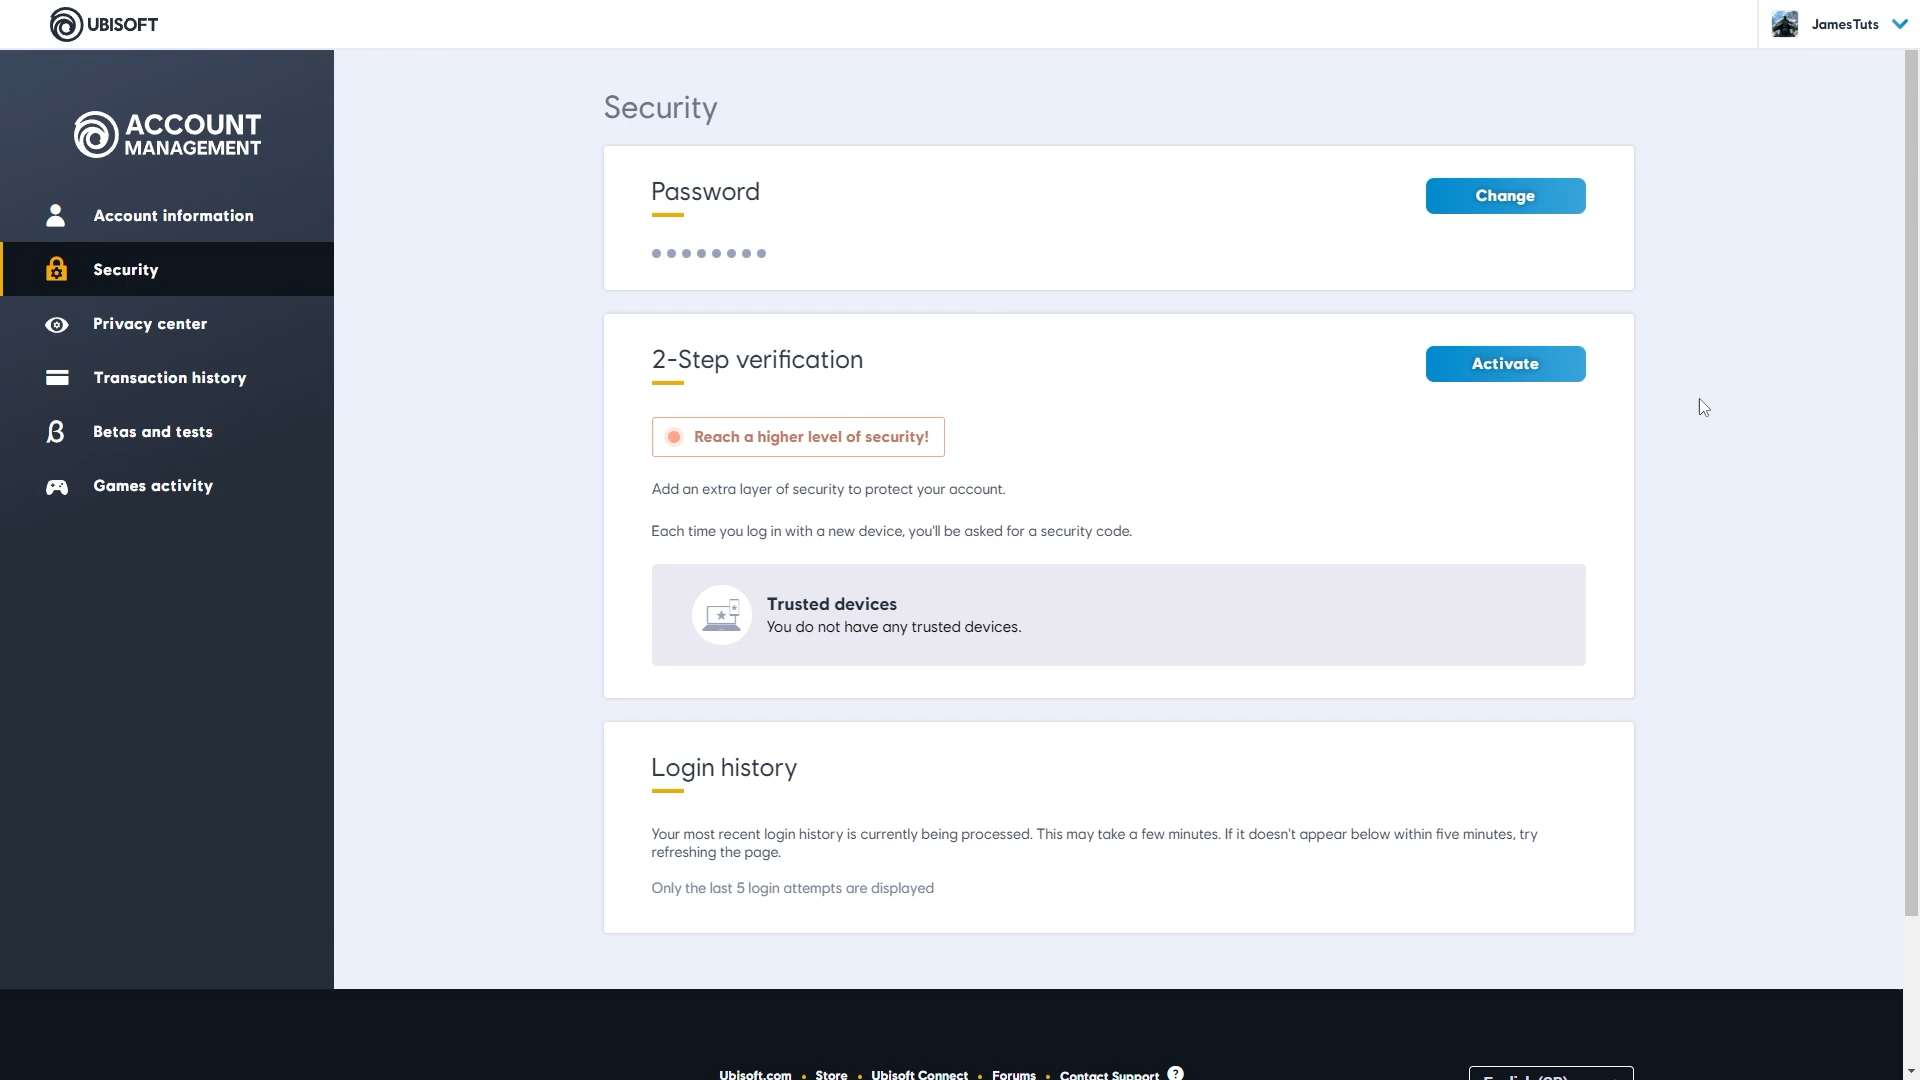 UBISOFT
JamesTuts
ACCOUNT
MANAGEMENT
Account information
Security
Privacy center
Transaction history
Betas and tests
Games activity
Security
Password
Change
2-Step verification
Activate
Reach a higher level of security!
Add an extra layer of security to protect your account.
Each time you log in with a new device, you'll be asked for a security code.
Trusted devices
You do not have any trusted devices.
Login history
Your most recent login history is currently being processed. This may take a few minutes. If it doesn't appear below within five minutes, try
refreshing the page.
Only the last 5 login attempts are displayed
Ubisoft.com • Store • Ubisoft Connect • Forums • Contact Support ?
English (GB)